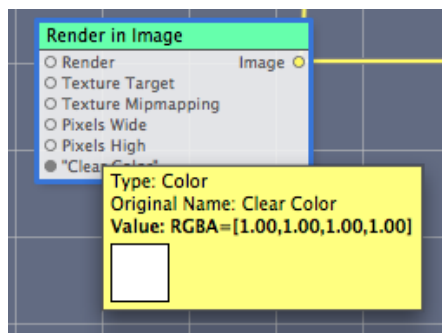 Render in Image
Render Image
Texture Target
Texture Mipmapping
Pixels Wide
Pixels High
"Clear Color"
Type: Color
Original Name: Clear Color
Value: RGBA=[1.00,1.00,1.00,1.00]